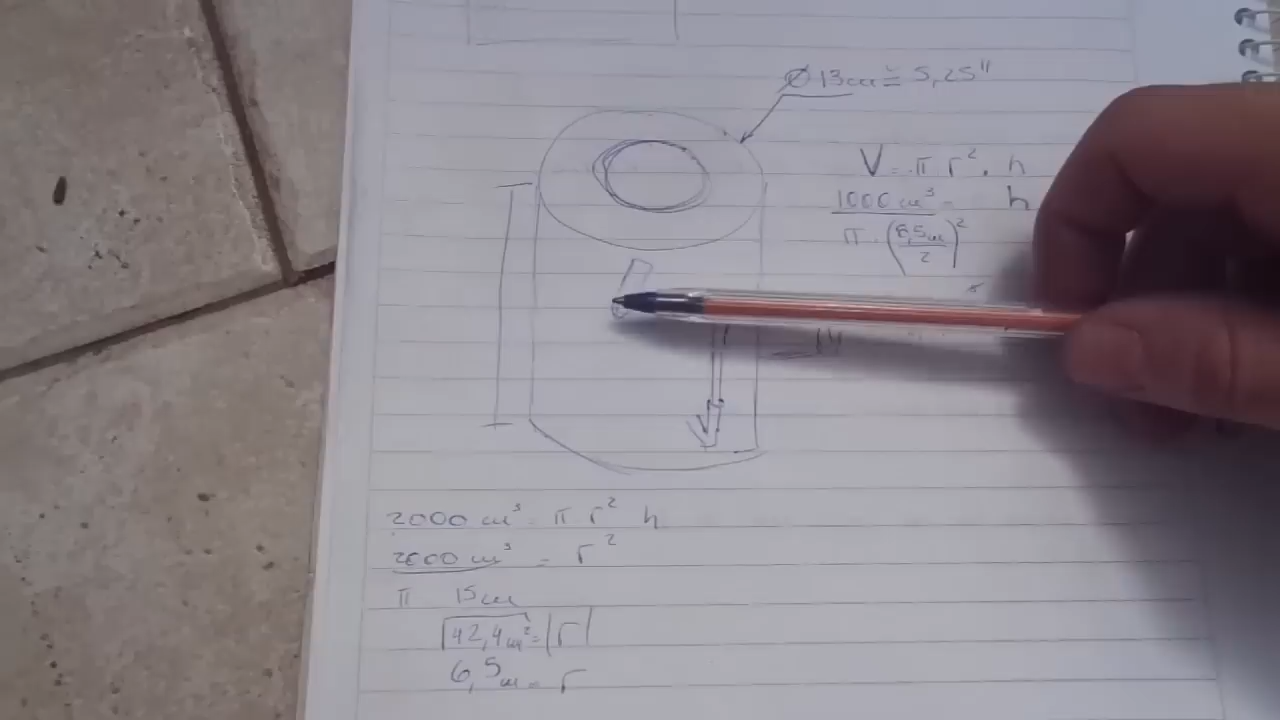 Ø 13cm ≅ 5,25"
V = π r² . h
1000 cm³ = h
π . (8,5cm / 2)²
2000 cm³ = π r² h
2000 cm³ = r²
π 15cm
√42,4cm² = |r|
6,5cm = r